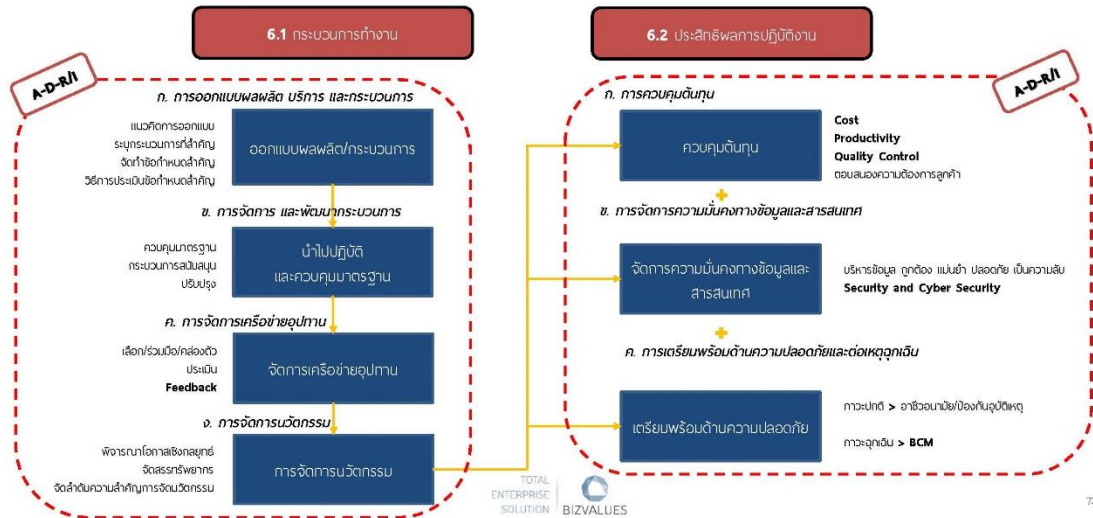 6.1 กระบวนการทำงาน
A-D-R/I
ก. การออกแบบผลผลิต บริการ และกระบวนการ
แนวคิดการออกแบบ
ระบุกระบวนการที่สำคัญ
จัดทำข้อกำหนดสำคัญ
วิธีการประเมินข้อกำหนดสำคัญ
ออกแบบผลผลิต/กระบวนการ
ข. การจัดการ และพัฒนากระบวนการ
ควบคุมมาตรฐาน
กระบวนการสนับสนุน
ปรับปรุง
นำไปปฏิบัติ
และควบคุมมาตรฐาน
ค. การจัดการเครือข่ายอุปทาน
เลือก/ร่วมมือ/คล่องตัว
ประเมิน
Feedback
จัดการเครือข่ายอุปทาน
ง. การจัดการนวัตกรรม
พิจารณาโอกาสเชิงกลยุทธ์
จัดสรรทรัพยากร
จัดลำดับความสำคัญการจัดนวัตกรรม
การจัดการนวัตกรรม
6.2 ประสิทธิผลการปฏิบัติงาน
A-D-R/I
ก. การควบคุมต้นทุน
ควบคุมต้นทุน
Cost
Productivity
Quality Control
ตอบสนองความต้องการลูกค้า
ข. การจัดการความมั่นคงทางข้อมูลและสารสนเทศ
จัดการความมั่นคงทางข้อมูลและ
สารสนเทศ
บริหารข้อมูล ถูกต้อง แม่นยำ ปลอดภัย เป็นความลับ
Security and Cyber Security
ค. การเตรียมพร้อมด้านความปลอดภัยและต่อเหตุฉุกเฉิน
เตรียมพร้อมด้านความปลอดภัย
ภาวะปกติ > อาชีวอนามัย/ป้องกันอุบัติเหตุ
ภาวะฉุกเฉิน > BCM
TOTAL
ENTERPRISE
SOLUTION
BIZVALUES